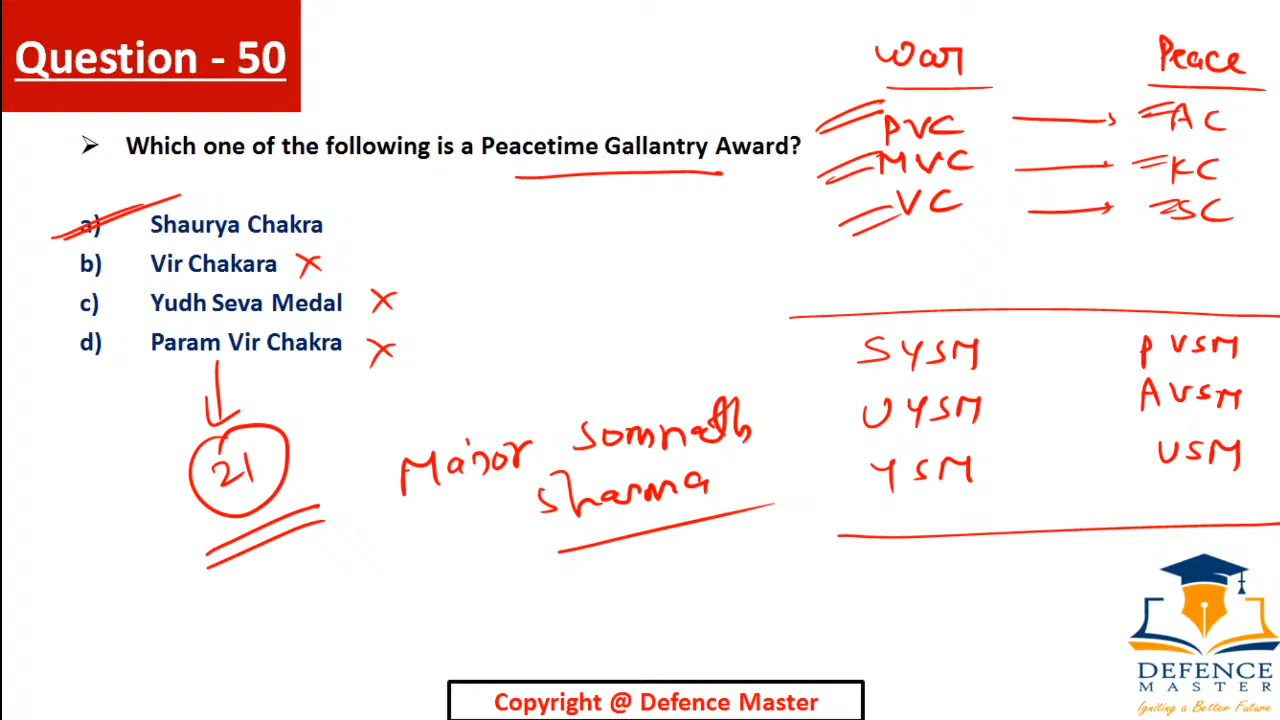 Question - 50
➤ Which one of the following is a Peacetime Gallantry Award?
a) Shaurya Chakra
b) Vir Chakara
c) Yudh Seva Medal
d) Param Vir Chakra
21
Major Somnath
Sharma
War Peace
PVC → AC
MVC → KC
VC → SC
SYSM PVSM
UYSM AVSM
YSM VSM
DEFENCE
MASTER
Igniting a Better Future
Copyright @ Defence Master